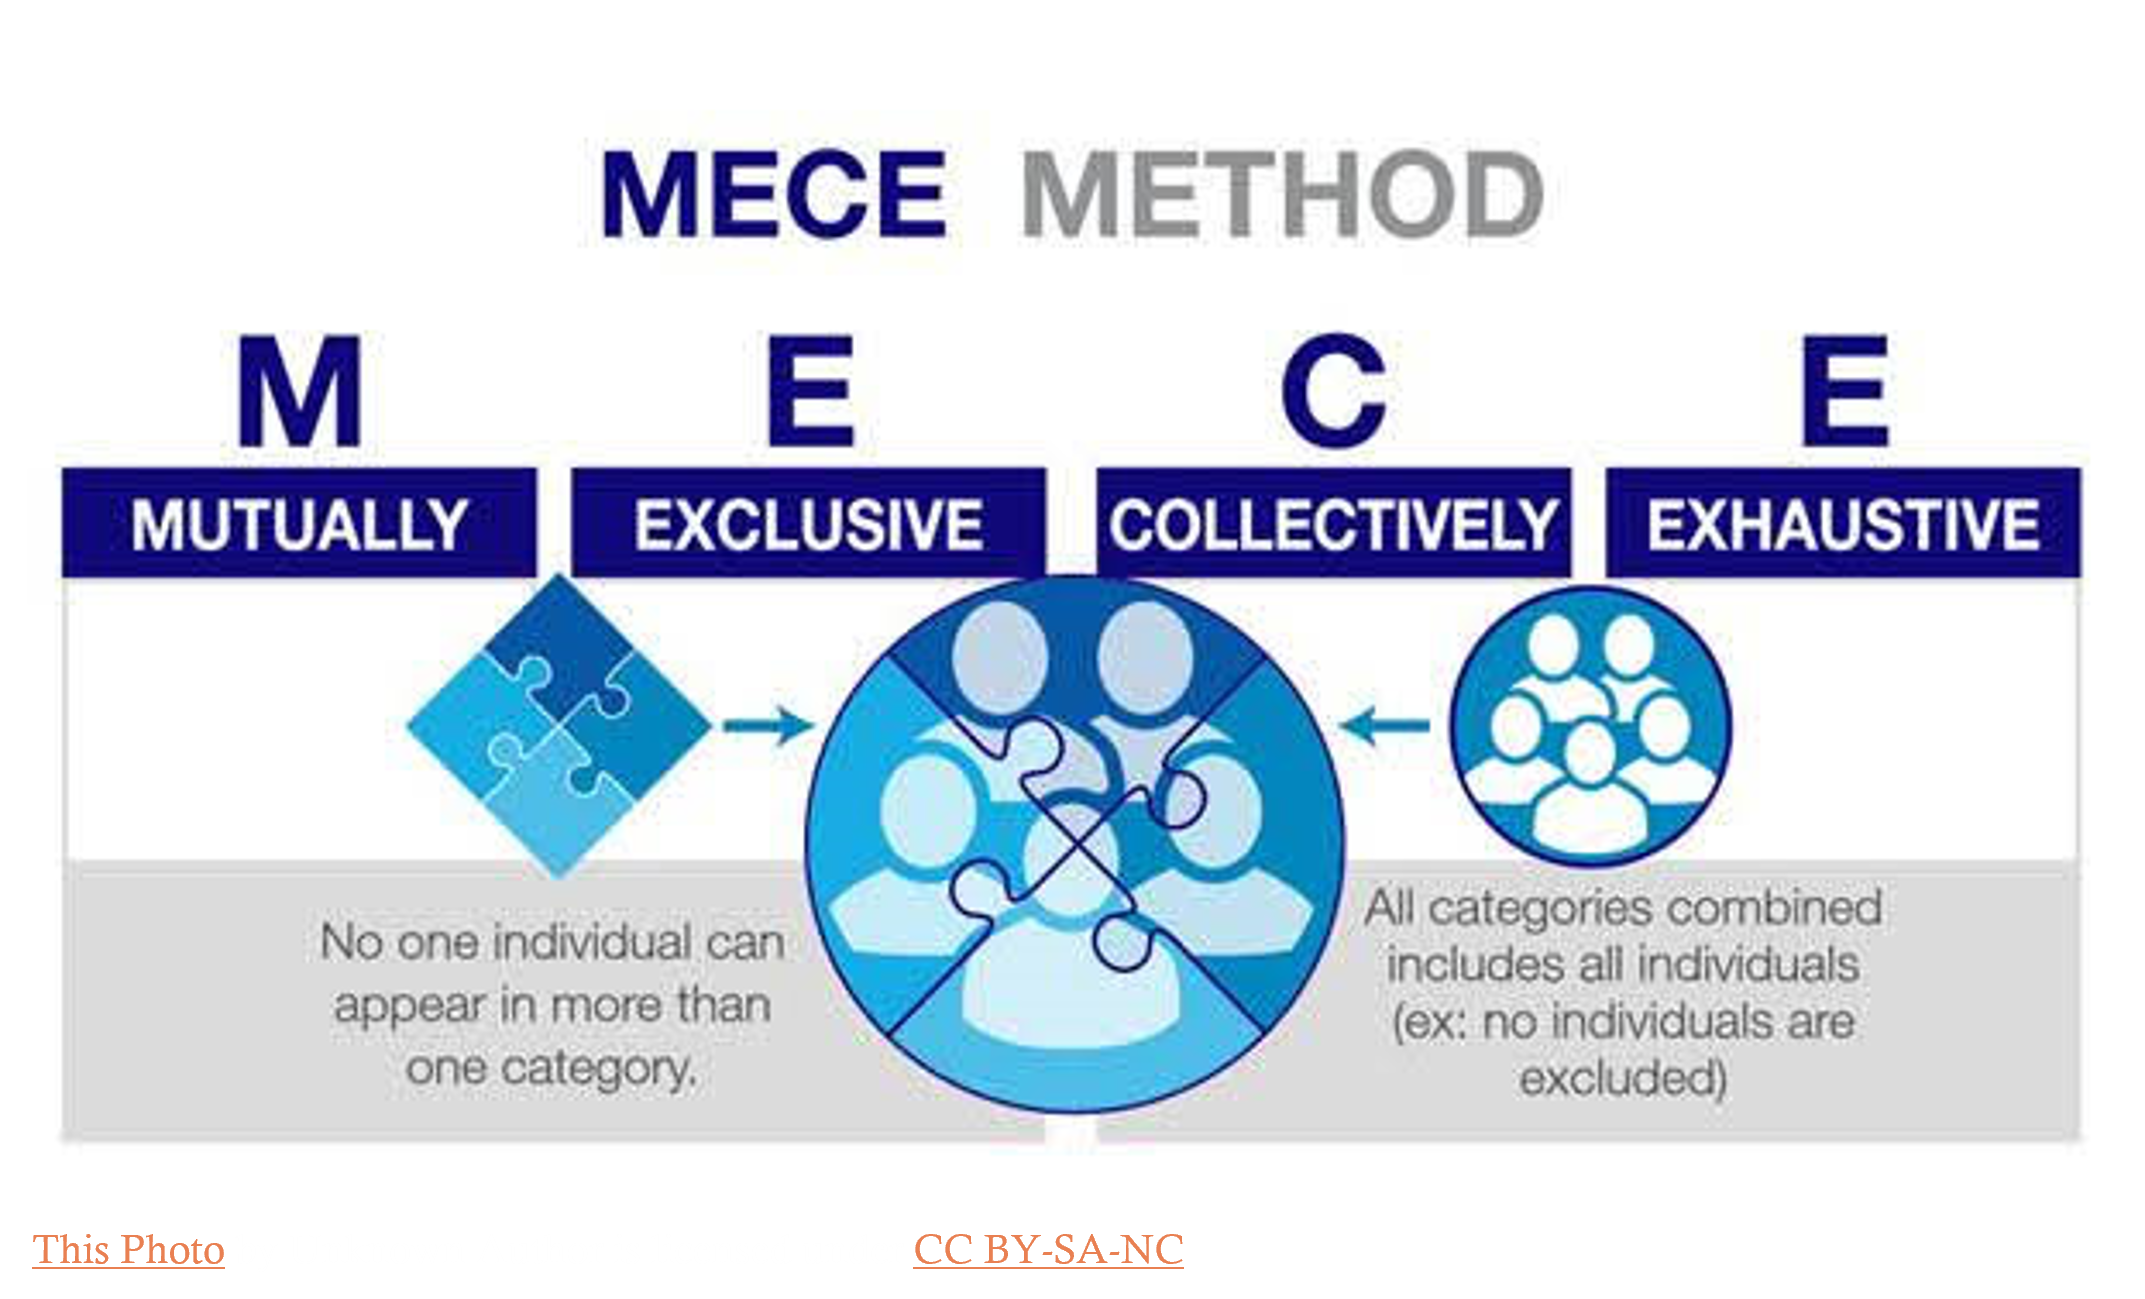 MECE METHOD
M E C E
MUTUALLY EXCLUSIVE COLLECTIVELY EXHAUSTIVE
No one individual can
appear in more than
one category.
All categories combined
includes all individuals
(ex: no individuals are
excluded)
This Photo CC BY-SA-NC